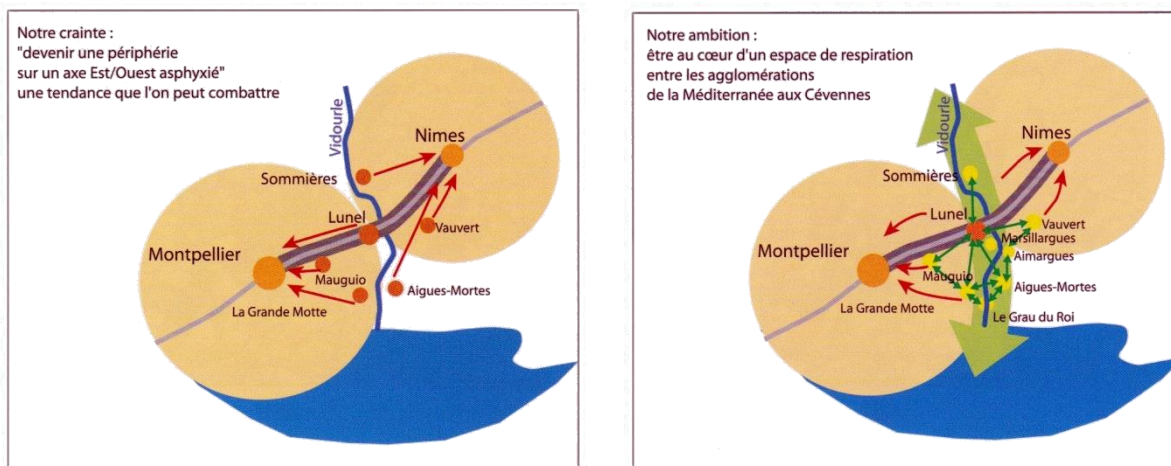 Notre crainte :
"devenir une périphérie
sur un axe Est/Ouest asphyxié"
une tendance que l'on peut combattre
Vidourle
Nimes
Sommières
Lunel
Vauvert
Montpellier
Mauguio
Aigues-Mortes
La Grande Motte
Notre ambition :
être au cœur d'un espace de respiration
entre les agglomérations
de la Méditerranée aux Cévennes
Vidourle
Nimes
Sommières
Lunel
Vauvert
Marsillargues
Montpellier
Aimargues
Mauguio
Aigues-Mortes
La Grande Motte
Le Grau du Roi